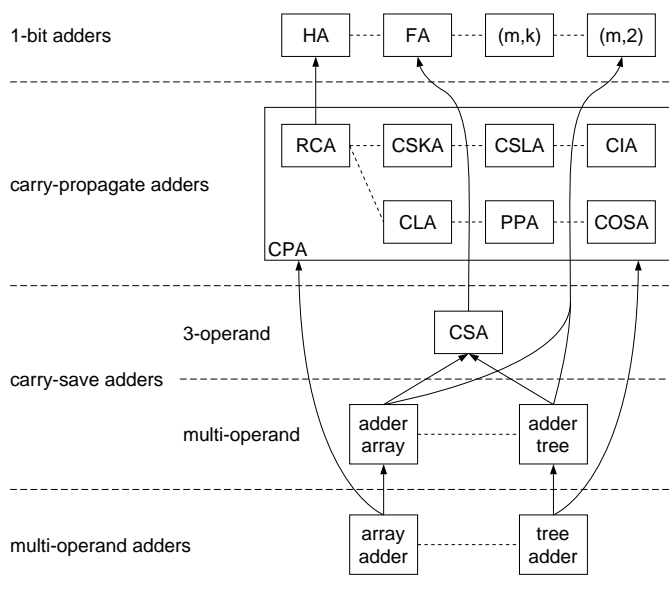 1-bit adders HA FA (m,k) (m,2)
RCA CSKA CSLA CIA
carry-propagate adders
CLA PPA COSA
CPA
3-operand CSA
carry-save adders
multi-operand adder array adder tree
multi-operand adders array adder tree adder